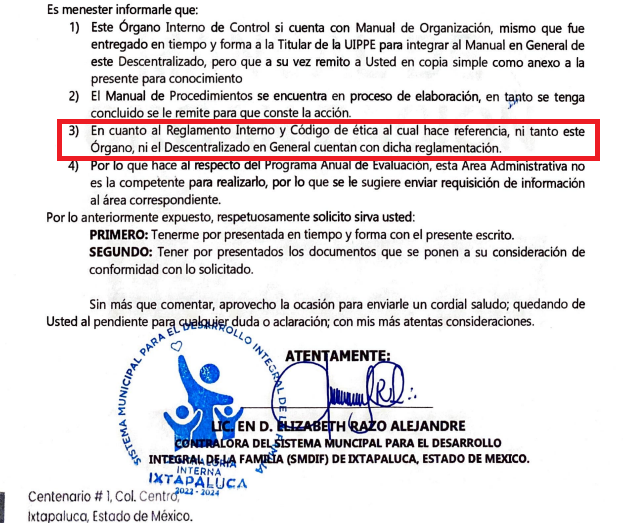 Es menester informarle que:
1) Este Órgano Interno de Control si cuenta con Manual de Organización, mismo que fue
entregado en tiempo y forma a la Titular de la UIPPE para integrar al Manual en General de
este Descentralizado, pero que a su vez remito a Usted en copia simple como anexo a la
presente para conocimiento
2) El Manual de Procedimientos se encuentra en proceso de elaboración, en tanto se tenga
concluido se le remite para que conste la acción.
3) En cuanto al Reglamento Interno y Código de ética al cual hace referencia, ni tanto este
Órgano, ni el Descentralizado en General cuentan con dicha reglamentación.
4) Por lo que hace al respecto del Programa Anual de Evaluación, esta Area Administrativa no
es la competente para realizarlo, por lo que se le sugiere enviar requisición de información
al área correspondiente.
Por lo anteriormente expuesto, respetuosamente solicito sirva usted:
PRIMERO: Tenerme por presentada en tiempo y forma con el presente escrito.
SEGUNDO: Tener por presentados los documentos que se ponen a su consideración de
conformidad con lo solicitado.
Sin más que comentar, aprovecho la ocasión para enviarle un cordial saludo; quedando de
Usted al pendiente para cualquier duda o aclaración; con mis más atentas consideraciones.
SISTEMA MUNICIPAL PARA EL DESARROLLO INTEGRAL DE LA FAMILIA
ATENTAMENTE:
LIC. EN D. ELIZABETH RAZO ALEJANDRE
CONTRALORA DEL SISTEMA MUNCIPAL PARA EL DESARROLLO
INTEGRAL DE LA FAMILIA (SMDIF) DE IXTAPALUCA, ESTADO DE MEXICO.
INTERNA
IXTAPALUCA
2022 - 2024
Centenario # 1, Col. Centro,
Ixtapaluca, Estado de México.